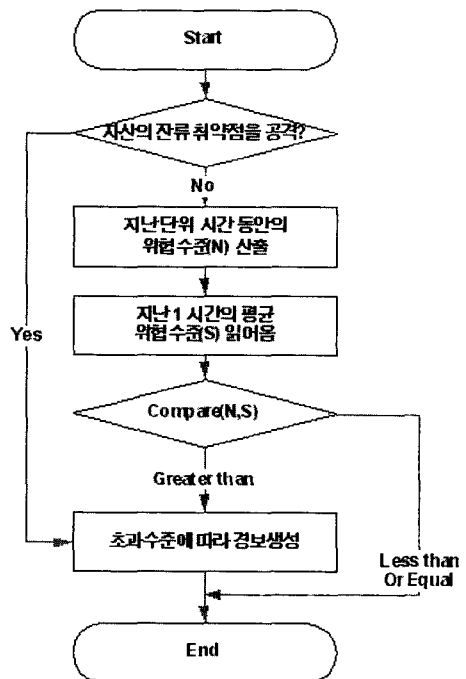 Start
자산의 잔류 취약점을 공격?
No
지난 단위 시간 동안의
위협 수준(N) 산출
지난 1 시간의 평균
위협 수준(S) 읽어옴
Yes
Compare(N,S)
Greater than
초과 수준에 따라 경보생성
Less than
Or Equal
End